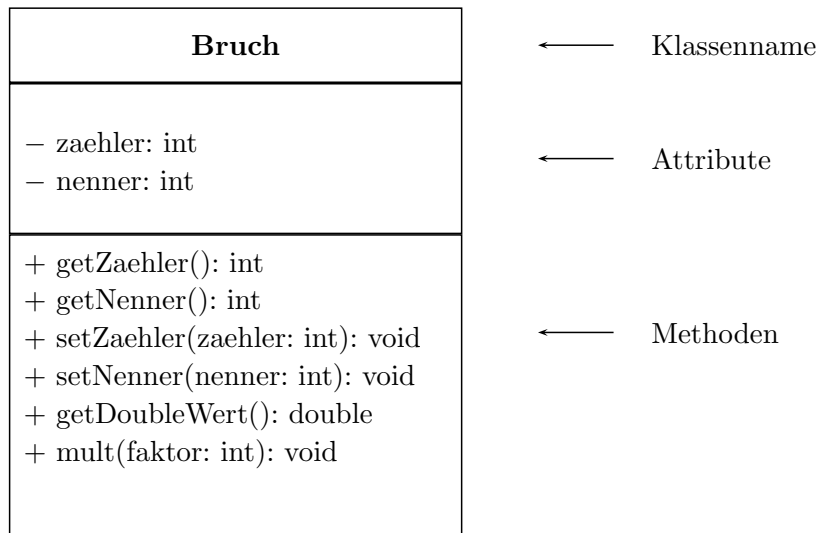 Bruch
Klassenname
− zaehler: int
− nenner: int
Attribute
+ getZaehler(): int
+ getNenner(): int
+ setZaehler(zaehler: int): void
+ setNenner(nenner: int): void
+ getDoubleWert(): double
+ mult(faktor: int): void
Methoden